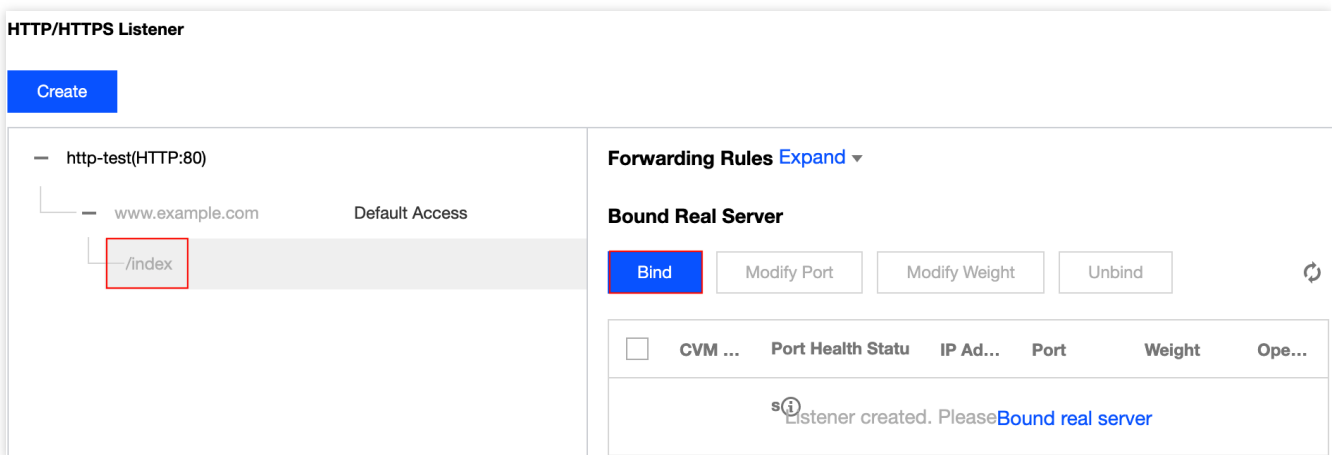 HTTP/HTTPS Listener
Create
http-test(HTTP:80)
www.example.com Default Access
/index
Forwarding Rules Expand
Bound Real Server
Bind Modify Port Modify Weight Unbind
CVM ... Port Health Statu IP Ad... Port Weight Ope...
s
Listener created. Please Bound real server